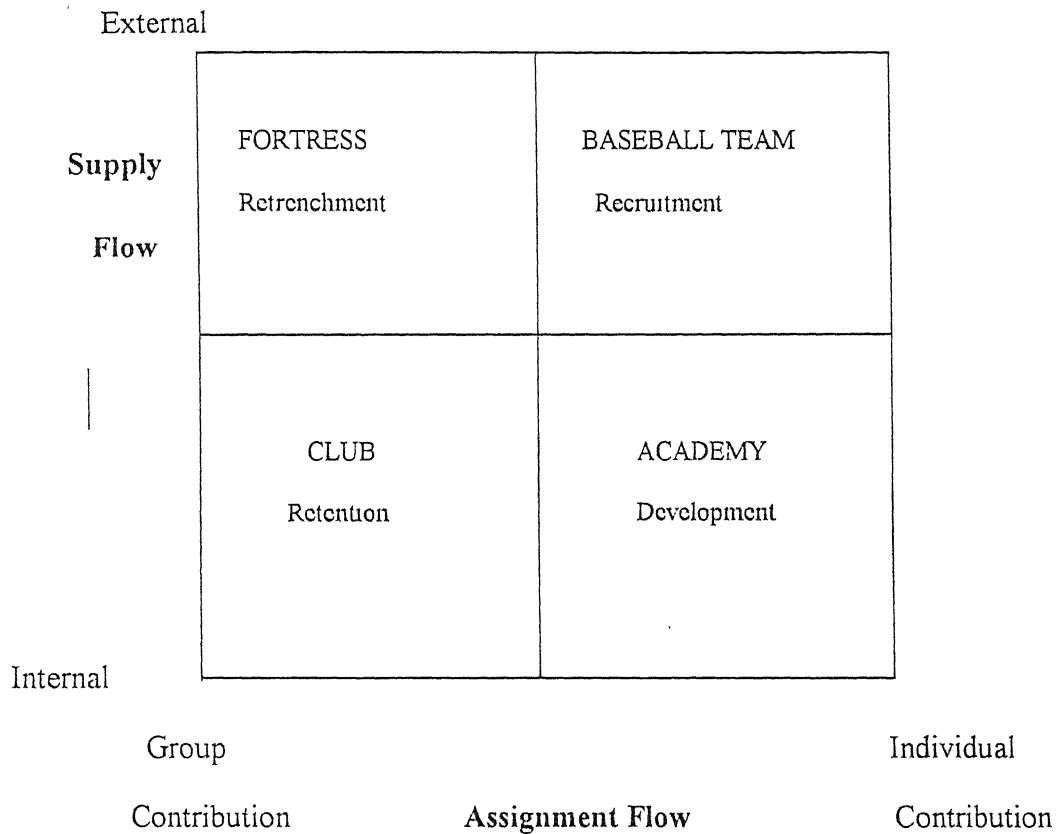 External
FORTRESS BASEBALL TEAM
Supply
Retrenchment Recruitment
Flow
CLUB ACADEMY
Retention Development
Internal
Group Individual
Contribution Assignment Flow Contribution